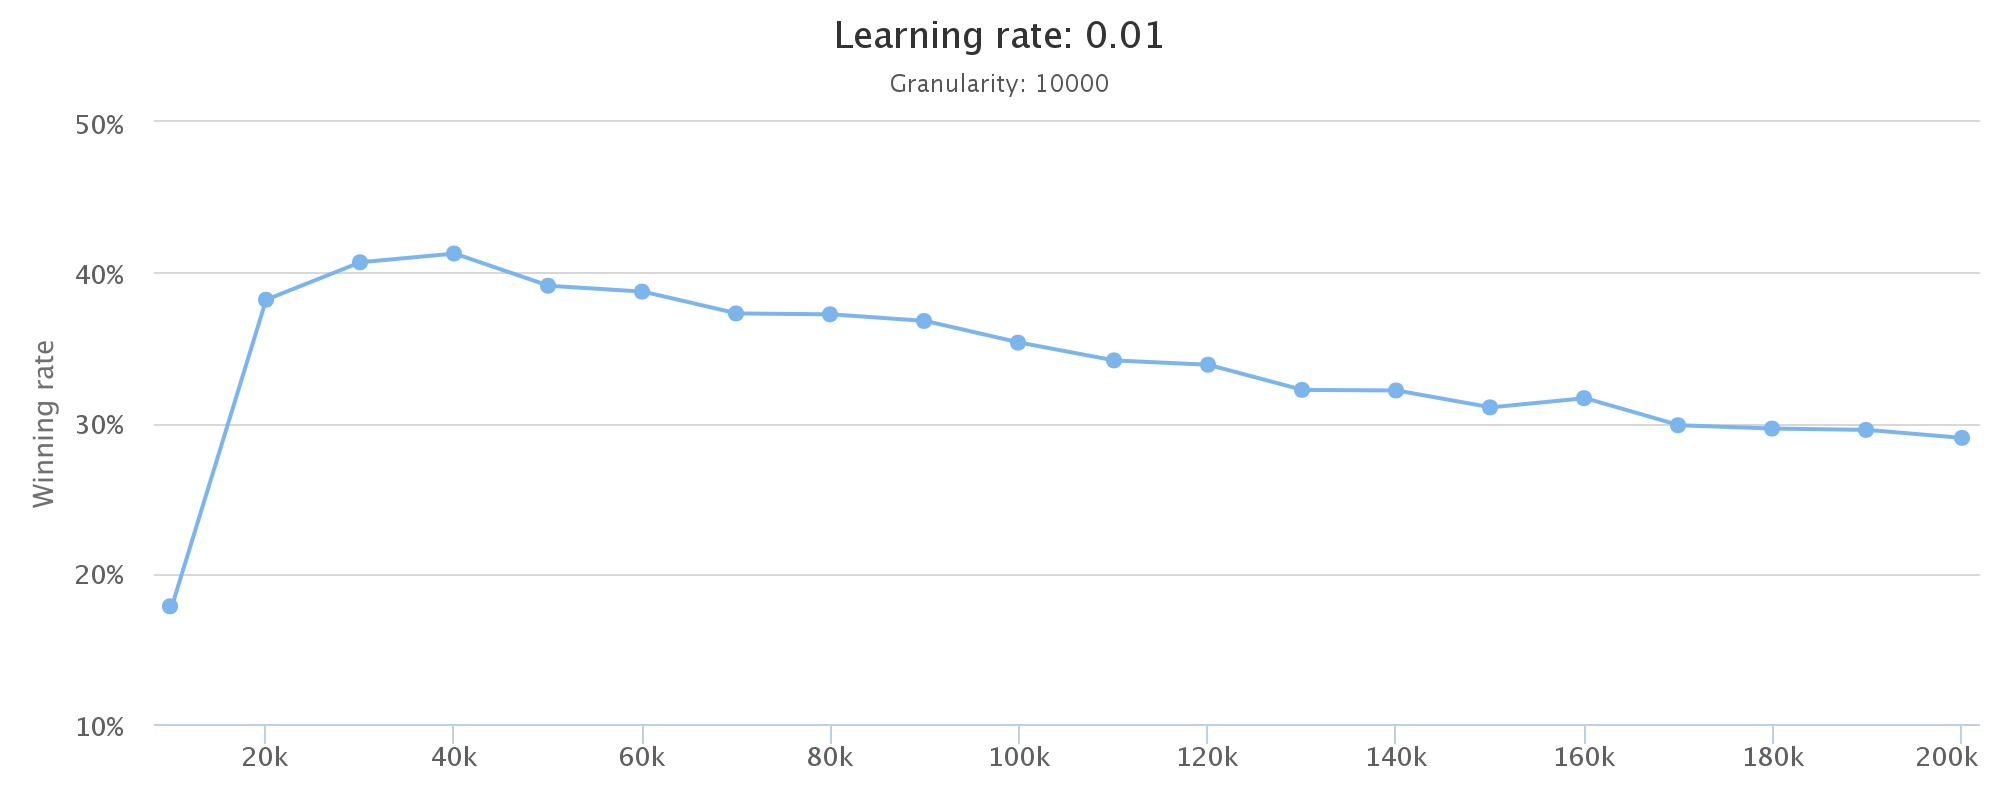 Learning rate: 0.01
Granularity: 10000
Winning rate
50%
40%
30%
20%
10%
20k 40k 60k 80k 100k 120k 140k 160k 180k 200k